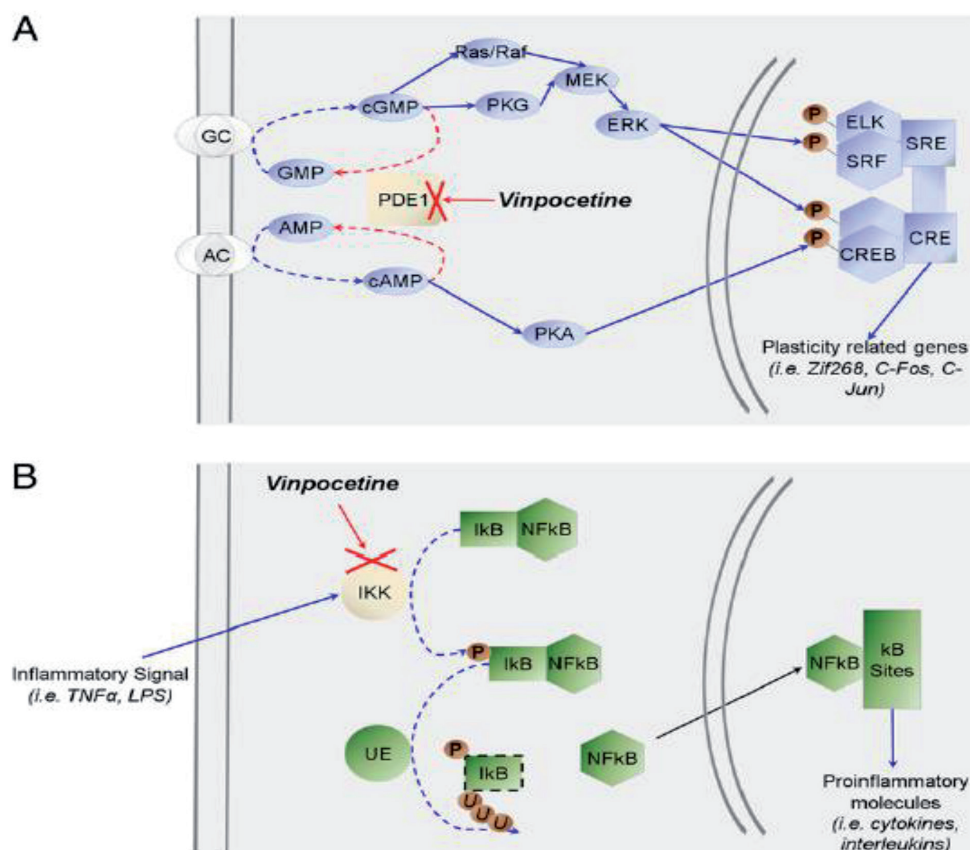 A
Ras/Raf
cGMP
PKG
MEK
ERK
GC
GMP
PDE1
Vinpocetine
AMP
AC
cAMP
PKA
P
ELK
P
SRF
SRE
P
P
CREB
CRE
Plasticity related genes
(i.e. Zif268, C-Fos, C-
Jun)
B
Vinpocetine
IkB
NFkB
IKK
Inflammatory Signal
(i.e. TNFα, LPS)
P
IkB
NFkB
UE
P
IkB
U
U
U
NFkB
NFkB
kB
Sites
Proinflammatory
molecules
(i.e. cytokines,
interleukins)